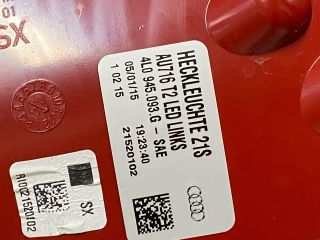 HECKLEUCHTE 21S
AU716 T2 LED LINKS
4L0 945.093.G - SAE
05/01/15 19:23:40
1 02 15 21520102
SX
R10021520102
SX